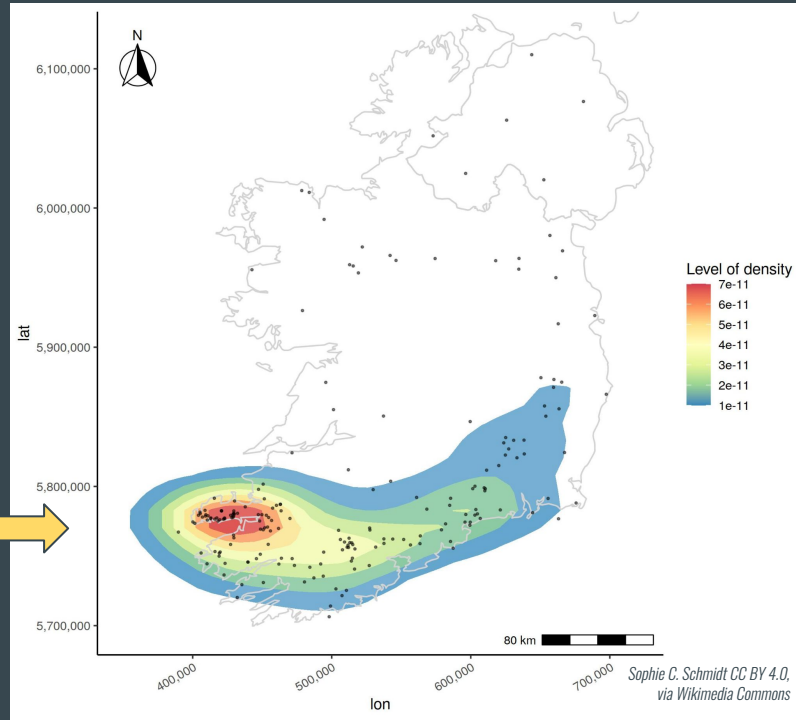 N
6,100,000
6,000,000
5,900,000
5,800,000
5,700,000
lat
Level of density
7e-11
6e-11
5e-11
4e-11
3e-11
2e-11
1e-11
80 km
400,000
500,000
600,000
700,000
lon
Sophie C. Schmidt CC BY 4.0,
via Wikimedia Commons